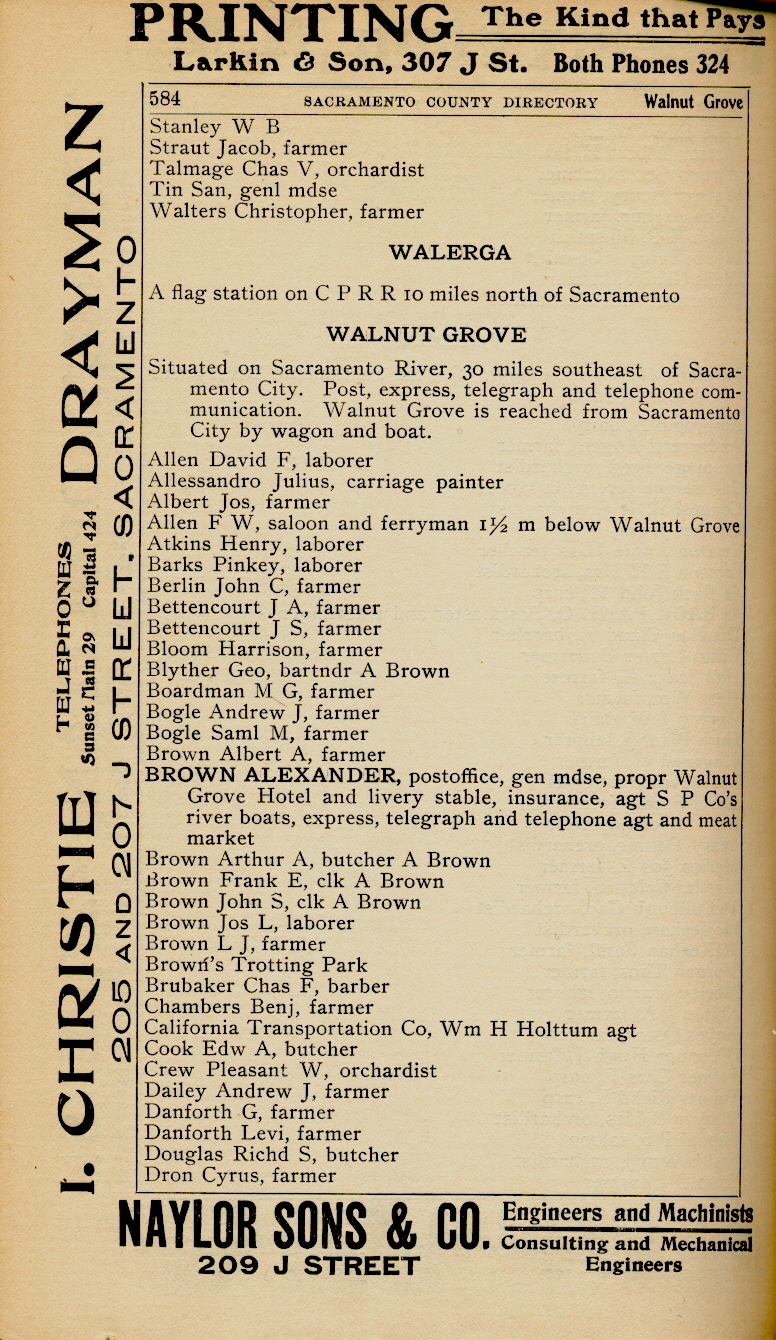 PRINTING The Kind that Pays
Larkin & Son, 307 J St. Both Phones 324
584 SACRAMENTO COUNTY DIRECTORY Walnut Grove
Stanley W B
Straut Jacob, farmer
Talmage Chas V, orchardist
Tin San, genl mdse
Walters Christopher, farmer
WALERGA
A flag station on C P R R 10 miles north of Sacramento
WALNUT GROVE
Situated on Sacramento River, 30 miles southeast of Sacra-
mento City. Post, express, telegraph and telephone com-
munication. Walnut Grove is reached from Sacramento
City by wagon and boat.
Allen David F, laborer
Allessandro Julius, carriage painter
Albert Jos, farmer
Allen F W, saloon and ferryman 1½ m below Walnut Grove
Atkins Henry, laborer
Barks Pinkey, laborer
Berlin John C, farmer
Bettencourt J A, farmer
Bettencourt J S, farmer
Bloom Harrison, farmer
Blyther Geo, bartndr A Brown
Boardman M G, farmer
Bogle Andrew J, farmer
Bogle Saml M, farmer
Brown Albert A, farmer
BROWN ALEXANDER, postoffice, gen mdse, propr Walnut
Grove Hotel and livery stable, insurance, agt S P Co's
river boats, express, telegraph and telephone agt and meat
market
Brown Arthur A, butcher A Brown
Brown Frank E, clk A Brown
Brown John S, clk A Brown
Brown Jos L, laborer
Brown L J, farmer
Brown's Trotting Park
Brubaker Chas F, barber
Chambers Benj, farmer
California Transportation Co, Wm H Holttum agt
Cook Edw A, butcher
Crew Pleasant W, orchardist
Dailey Andrew J, farmer
Danforth G, farmer
Danforth Levi, farmer
Douglas Richd S, butcher
Dron Cyrus, farmer
I. CHRISTIE TELEPHONES DRAYMAN
Sunset Main 29 Capital 424
205 AND 207 J STREET, SACRAMENTO
NAYLOR SONS & CO. Engineers and Machinists
Consulting and Mechanical
209 J STREET Engineers